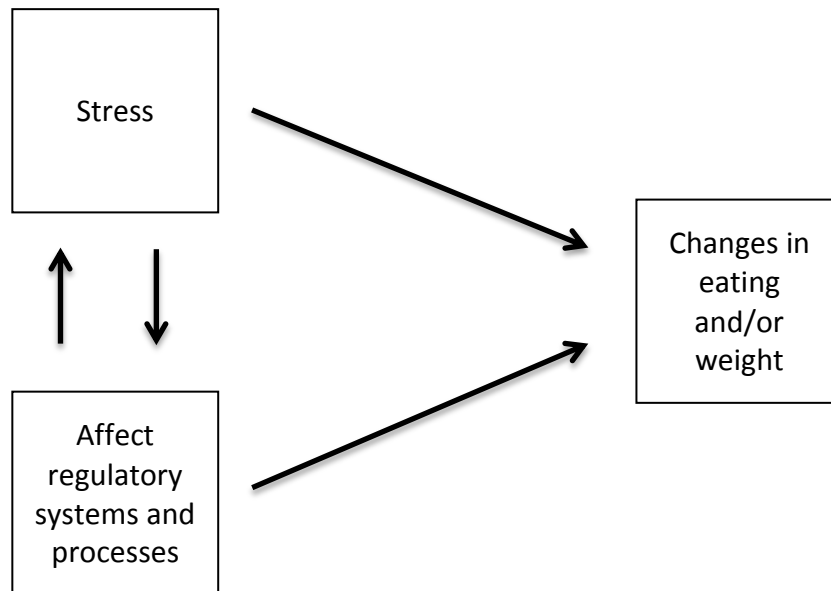 Stress
Changes in
eating
and/or
weight
Affect
regulatory
systems and
processes